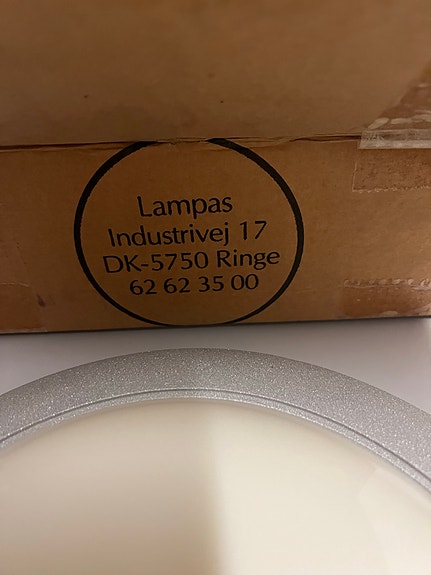 Lampas
Industrivej 17
DK-5750 Ringe
62 62 35 00